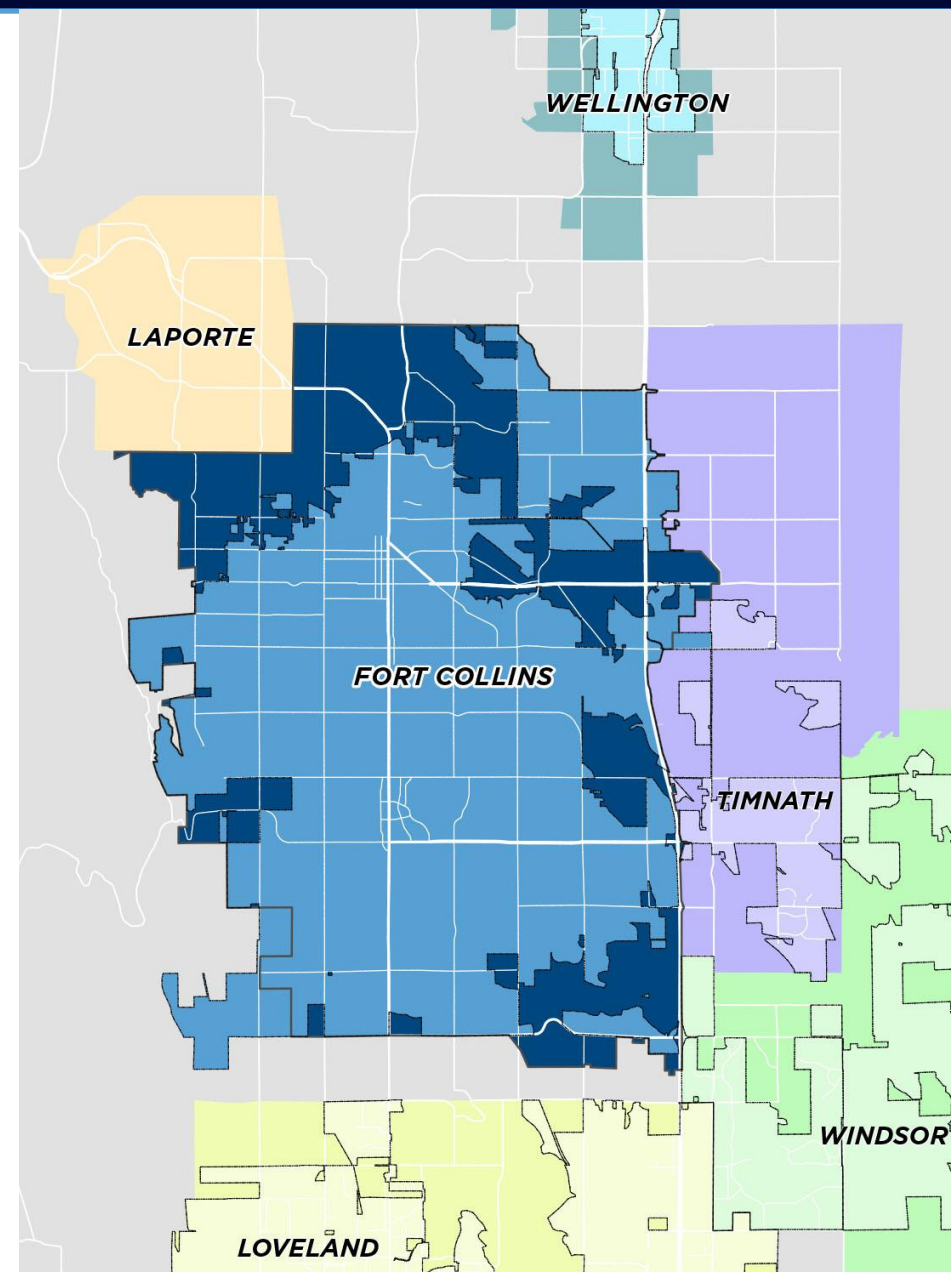 WELLINGTON
LAPORTE
FORT COLLINS
TIMNATH
WINDSOR
LOVELAND